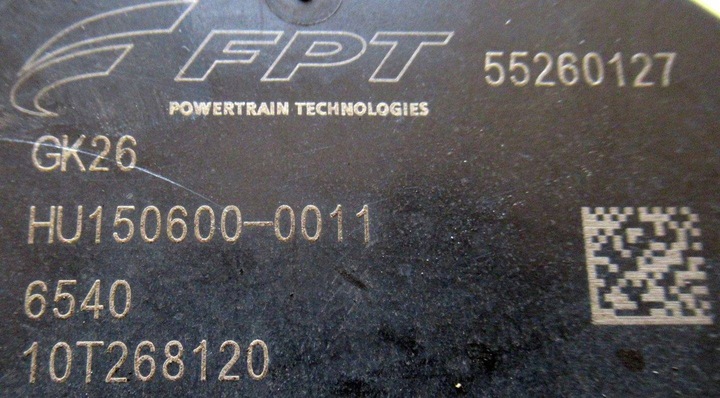 FPT 55260127
POWERTRAIN TECHNOLOGIES
GK26
HU150600-0011
6540
10T268120